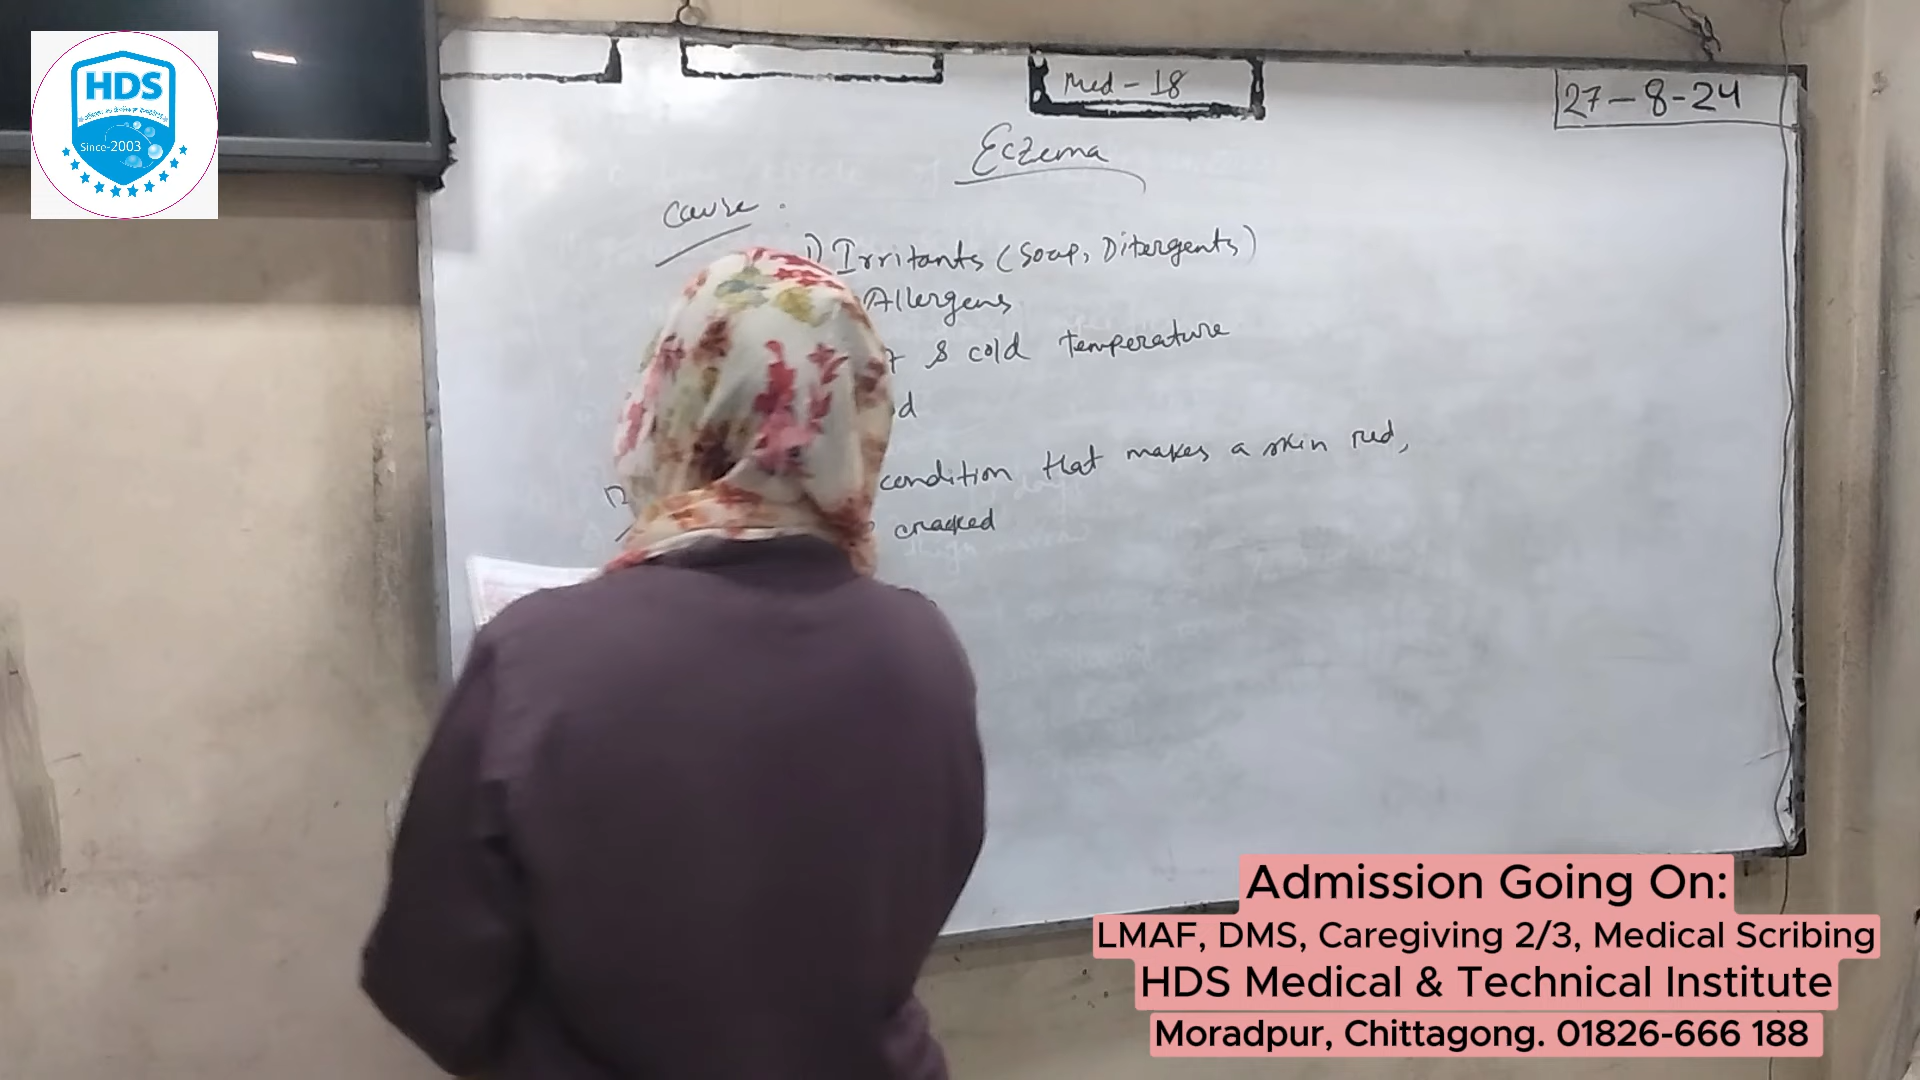 HDS
Since-2003
Med - 18
27-8-24
Eczema
Cause .
1) Irritants (Soap, Ditergents)
Allergens
& cold temperature
condition that makes a skin red,
cracked
Admission Going On:
LMAF, DMS, Caregiving 2/3, Medical Scribing
HDS Medical & Technical Institute
Moradpur, Chittagong. 01826-666 188